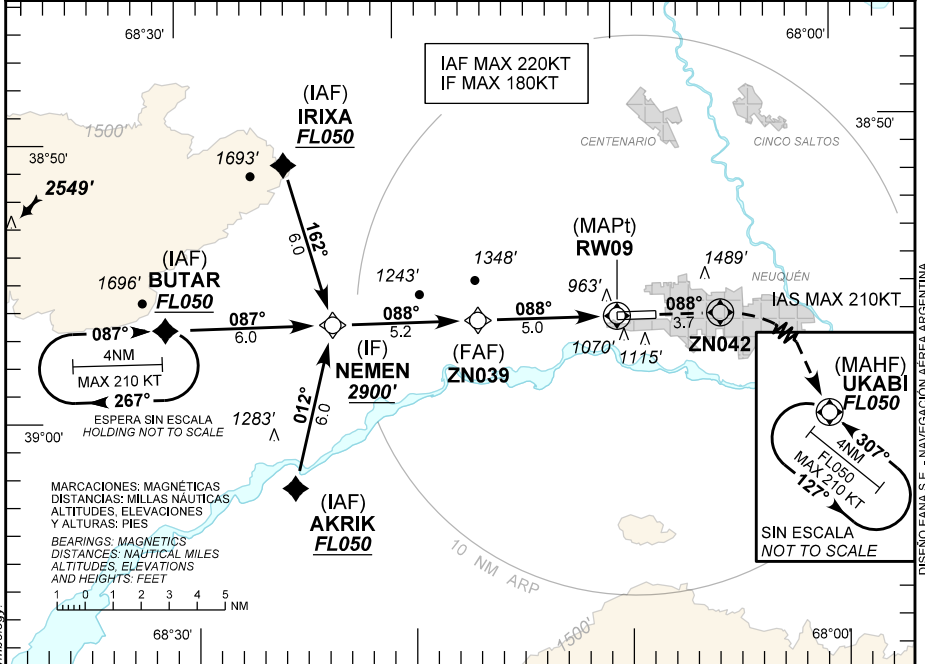 68°30'
68°00'
IAF MAX 220KT
IF MAX 180KT
(IAF)
IRIXA
FL050
1500'
38°50'
38°50'
CENTENARIO
CINCO SALTOS
1693'
2549'
162°
6.0
(IAF)
BUTAR
FL050
1696'
087°
4NM
MAX 210 KT
267°
ESPERA SIN ESCALA
HOLDING NOT TO SCALE
087°
6.0
1243'
1348'
088°
5.2
088°
5.0
(IF)
NEMEN
2900'
(FAF)
ZN039
(MAPt)
RW09
963'
1489'
NEUQUÉN
088°
3.7
IAS MAX 210KT
ZN042
1070'
1115'
(MAHF)
UKABI
FL050
307°
4NM
FL050
MAX 210 KT
127°
SIN ESCALA
NOT TO SCALE
1283'
012°
6.0
39°00'
(IAF)
AKRIK
FL050
MARCACIONES: MAGNÉTICAS
DISTANCIAS: MILLAS NÁUTICAS
ALTITUDES, ELEVACIONES
Y ALTURAS: PIES
BEARINGS: MAGNETICS
DISTANCES: NAUTICAL MILES
ALTITUDES, ELEVATIONS
AND HEIGHTS: FEET
1 0 1 2 3 4 5 NM
10 NM ARP
1500'
68°30'
68°00'
DISEÑO EANA S.E. - NAVEGACIÓN AÉREA ARGENTINA